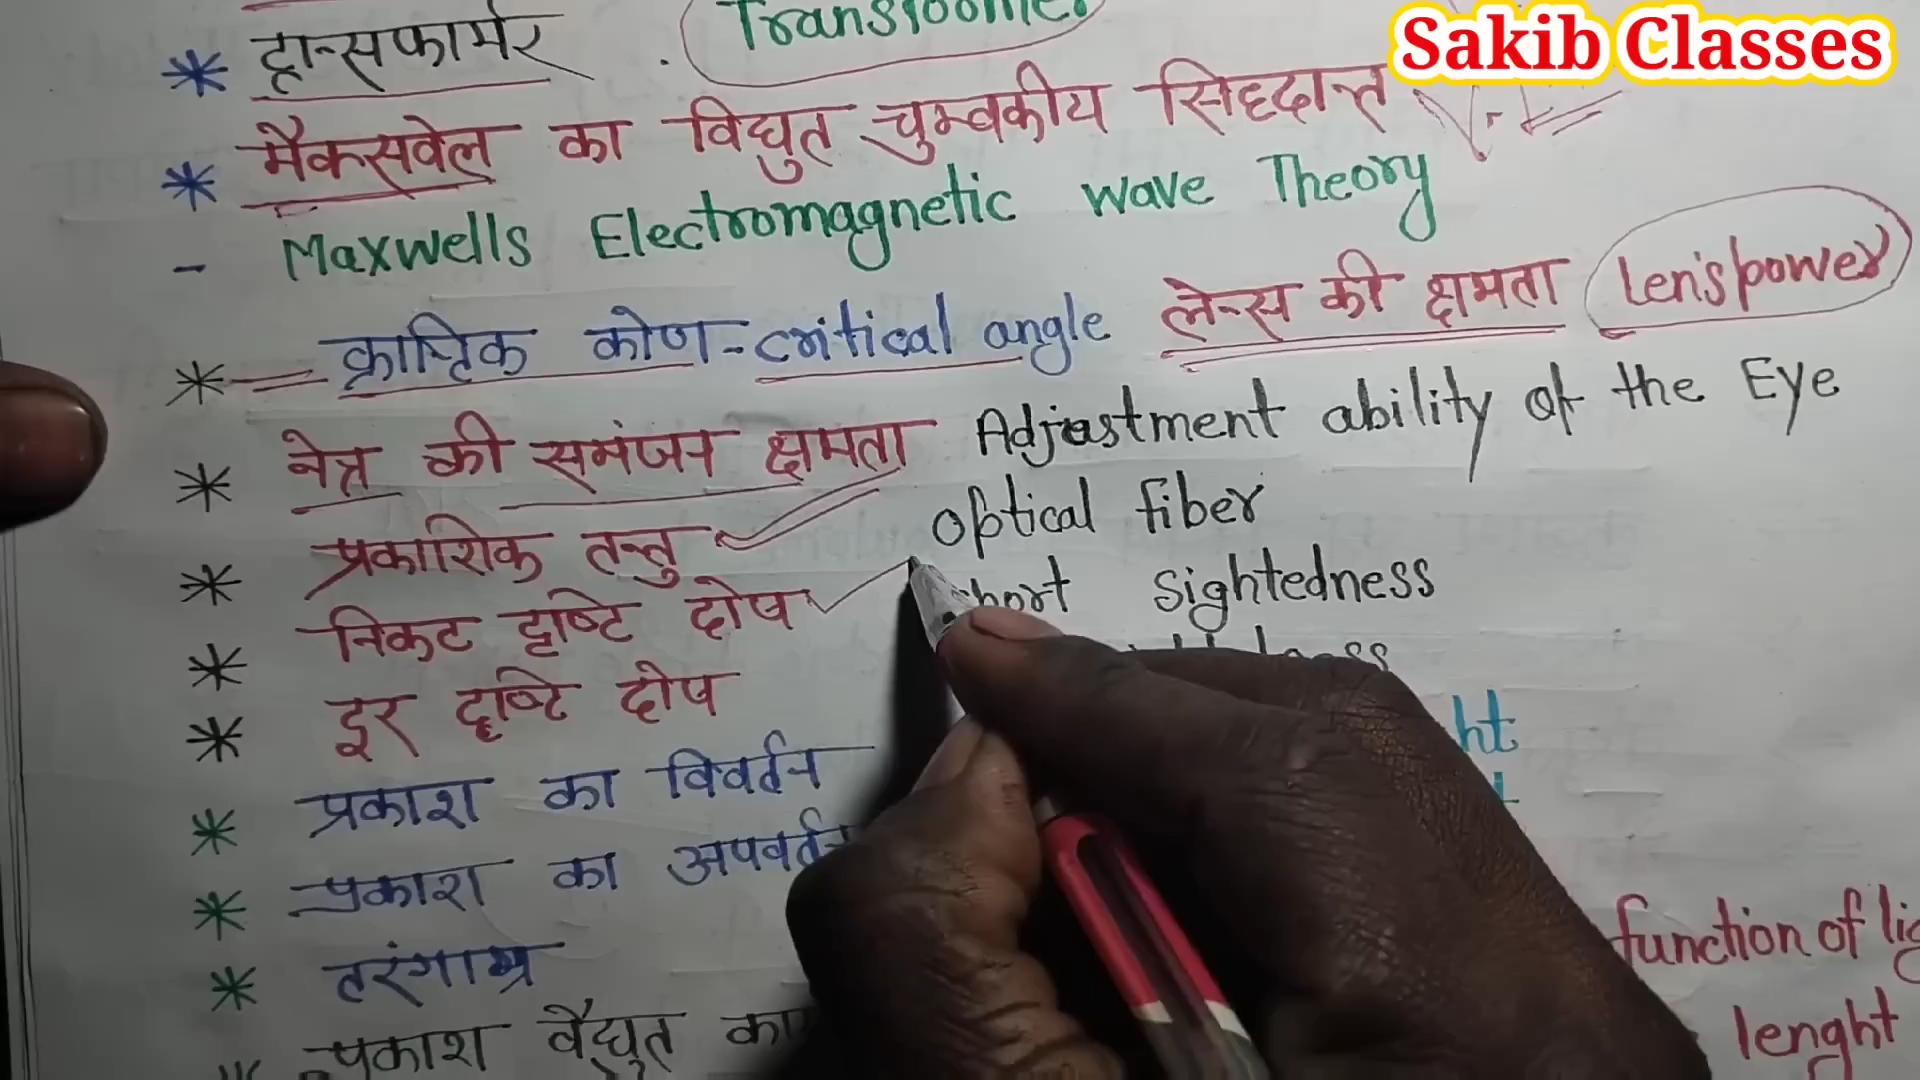 Sakib Classes
* ट्रान्सफार्मर . Transfoomer
* मैक्सवेल का विद्युत चुम्बकीय सिद्धान्त
- Maxwells Electromagnetic wave Theory
* क्रान्तिक कोण - critical angle लेन्स की क्षमता Len's power
* नेत्र की समंजन क्षमता Adjustment ability of the Eye
* प्रकाशिक तन्तु optical fiber
* निकट दृष्टि दोष short sightedness
* दूर दृष्टि दोष
* प्रकाश का विवर्तन
* प्रकाश का अपवर्तन
* तरंगाग्र function of
प्रकाश वैद्युत lenght